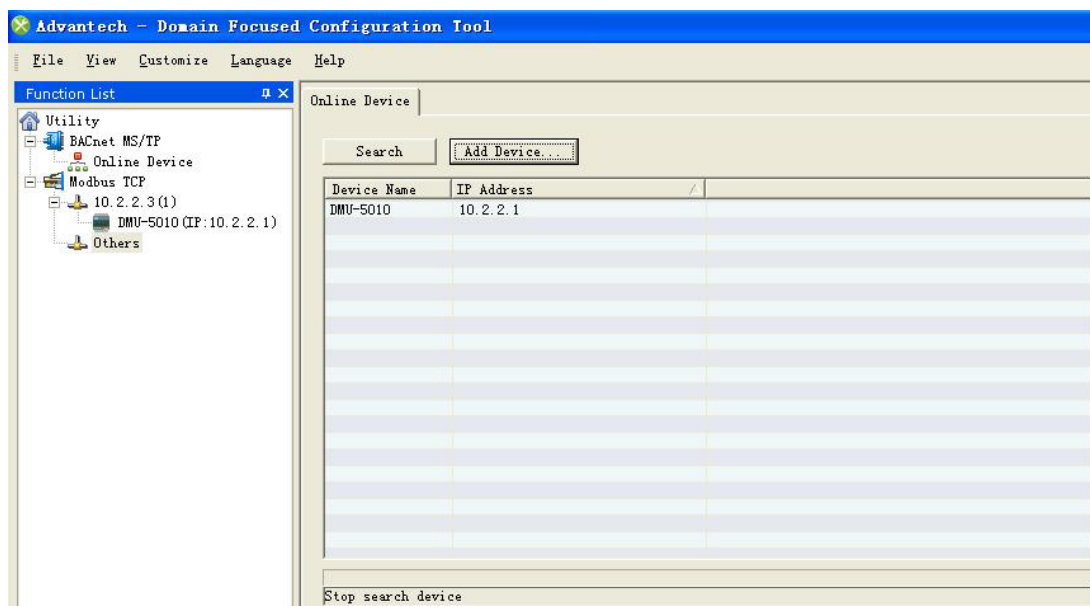 Advantech - Domain Focused Configuration Tool
File View Customize Language Help
Function List
Utility
BACnet MS/TP
Online Device
Modbus TCP
10.2.2.3(1)
DMU-5010(IP:10.2.2.1)
Others
Online Device
Search Add Device...
Device Name IP Address
DMU-5010 10.2.2.1
Stop search device